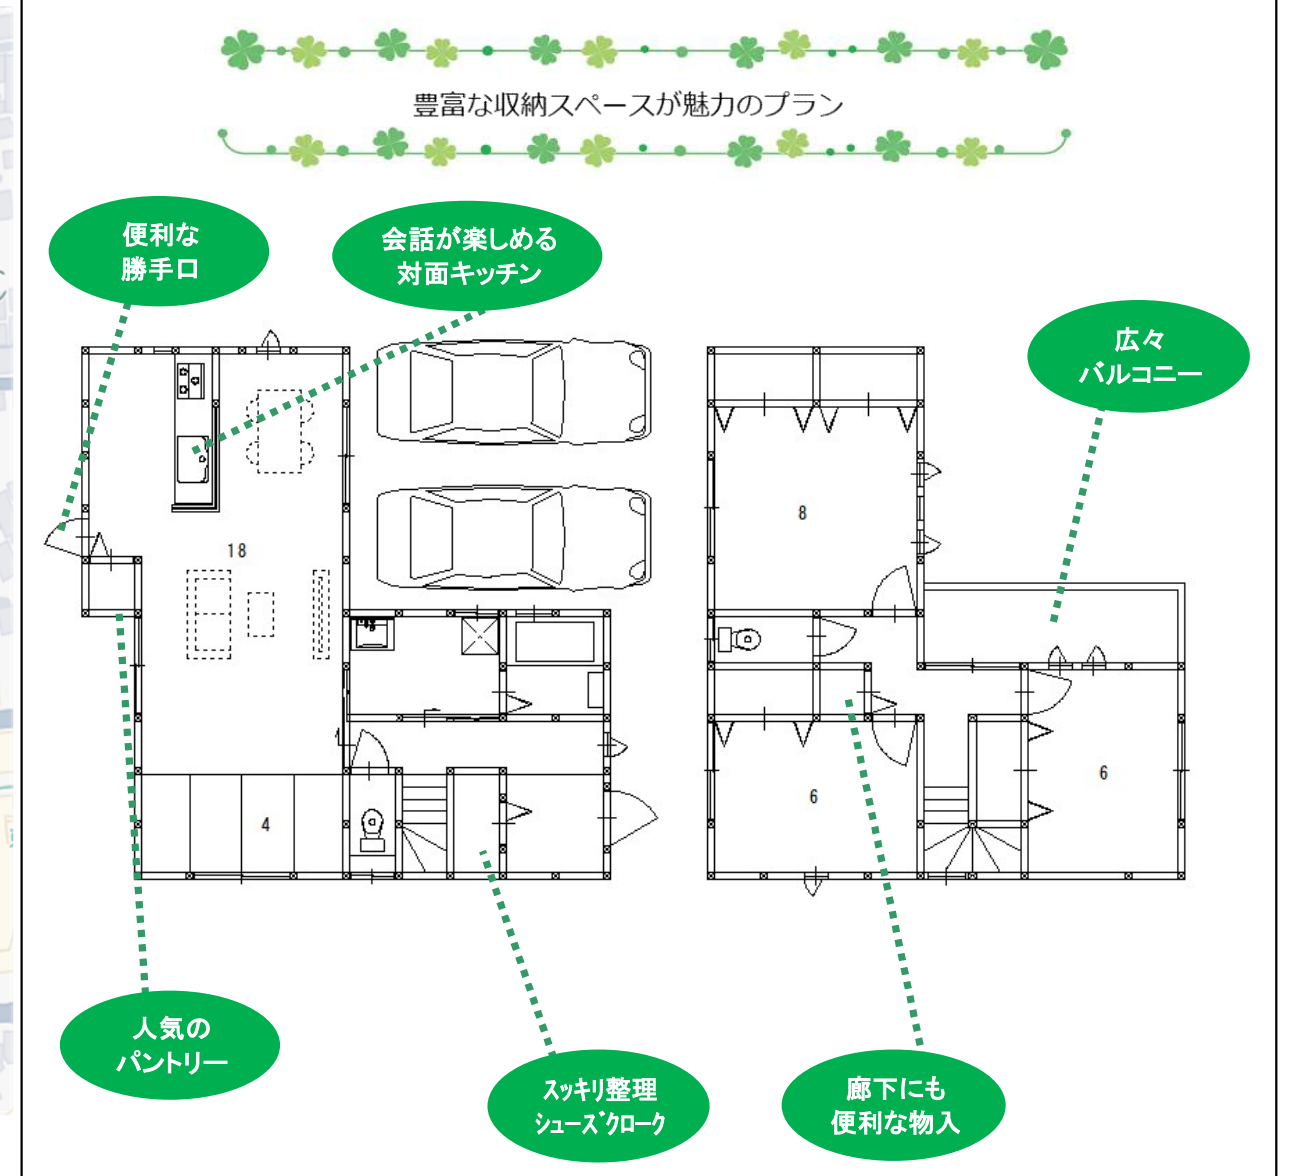 豊富な収納スペースが魅力のプラン
便利な
勝手口
会話が楽しめる
対面キッチン
広々
バルコニー
18
8
4
6
6
人気の
パントリー
スッキリ整理
シューズクローク
廊下にも
便利な物入